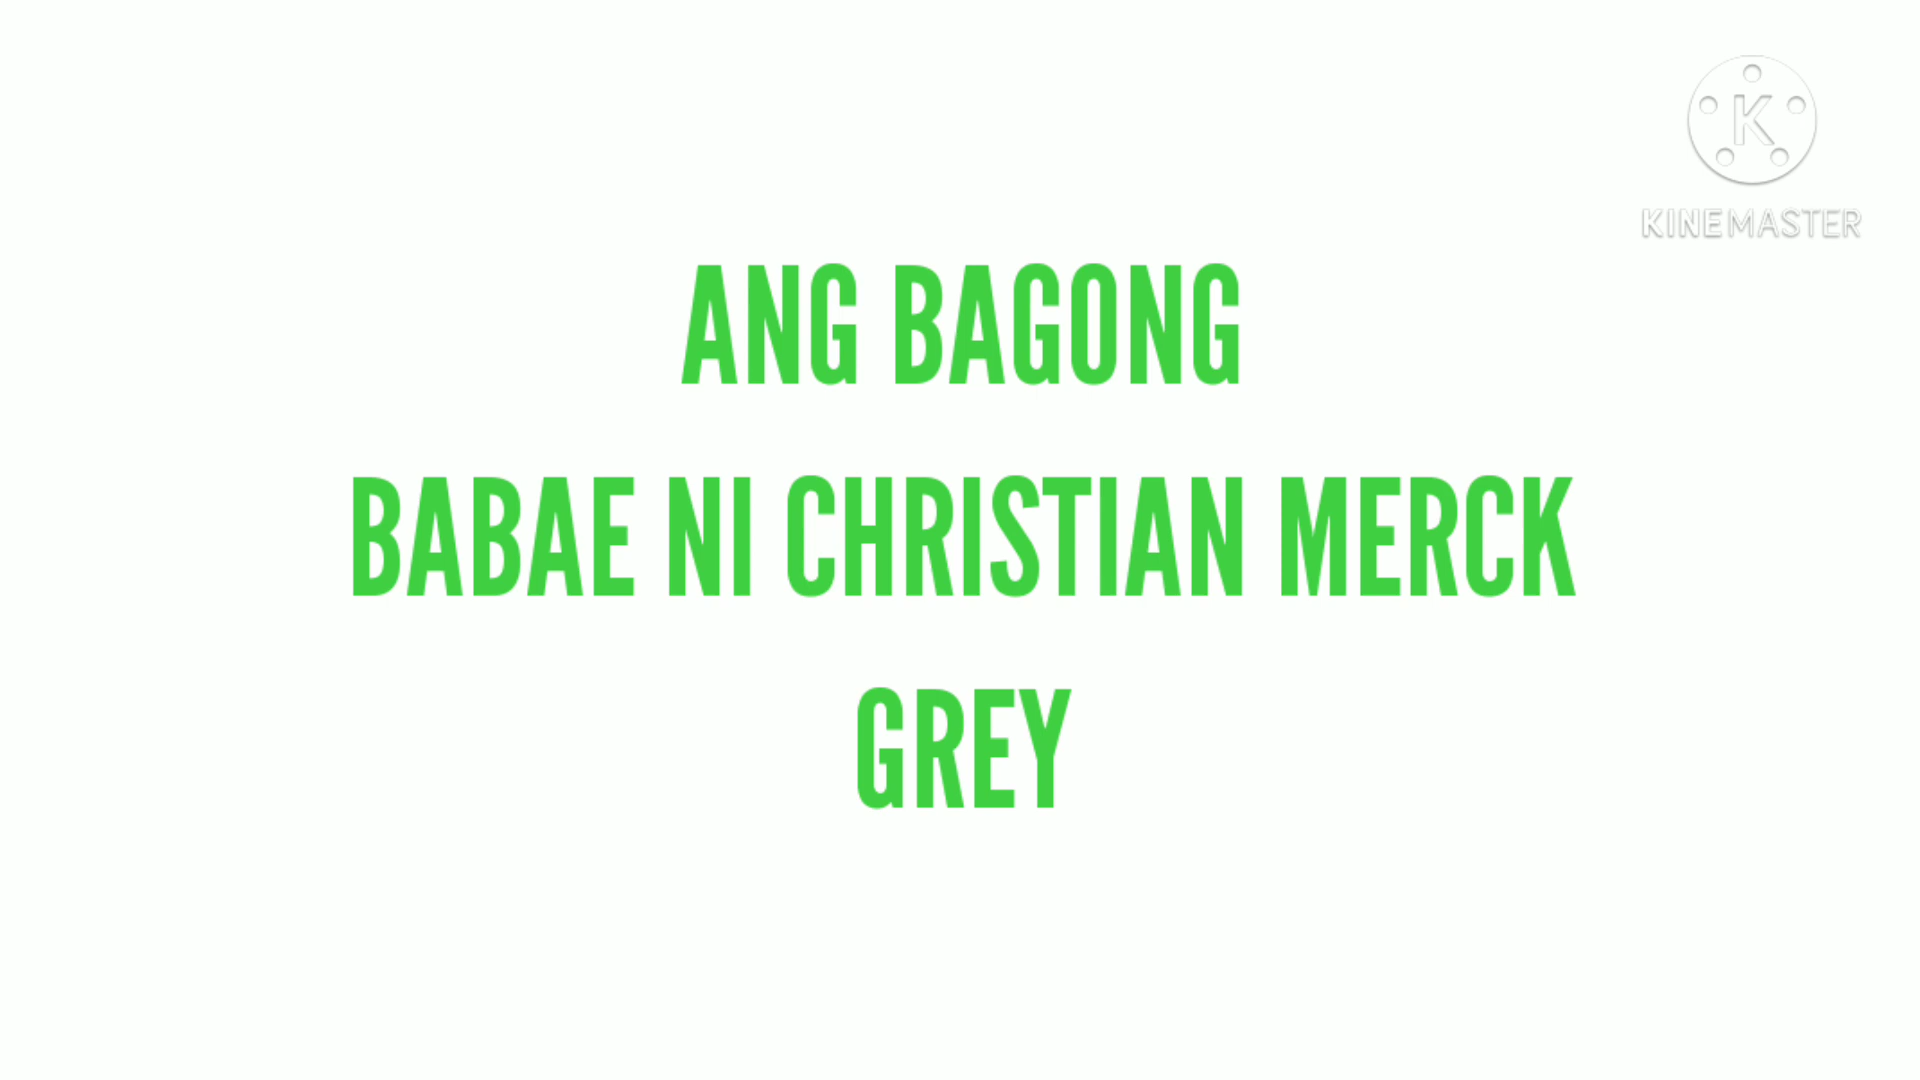 K
KINEMASTER
ANG BAGONG
BABAE NI CHRISTIAN MERCK
GREY